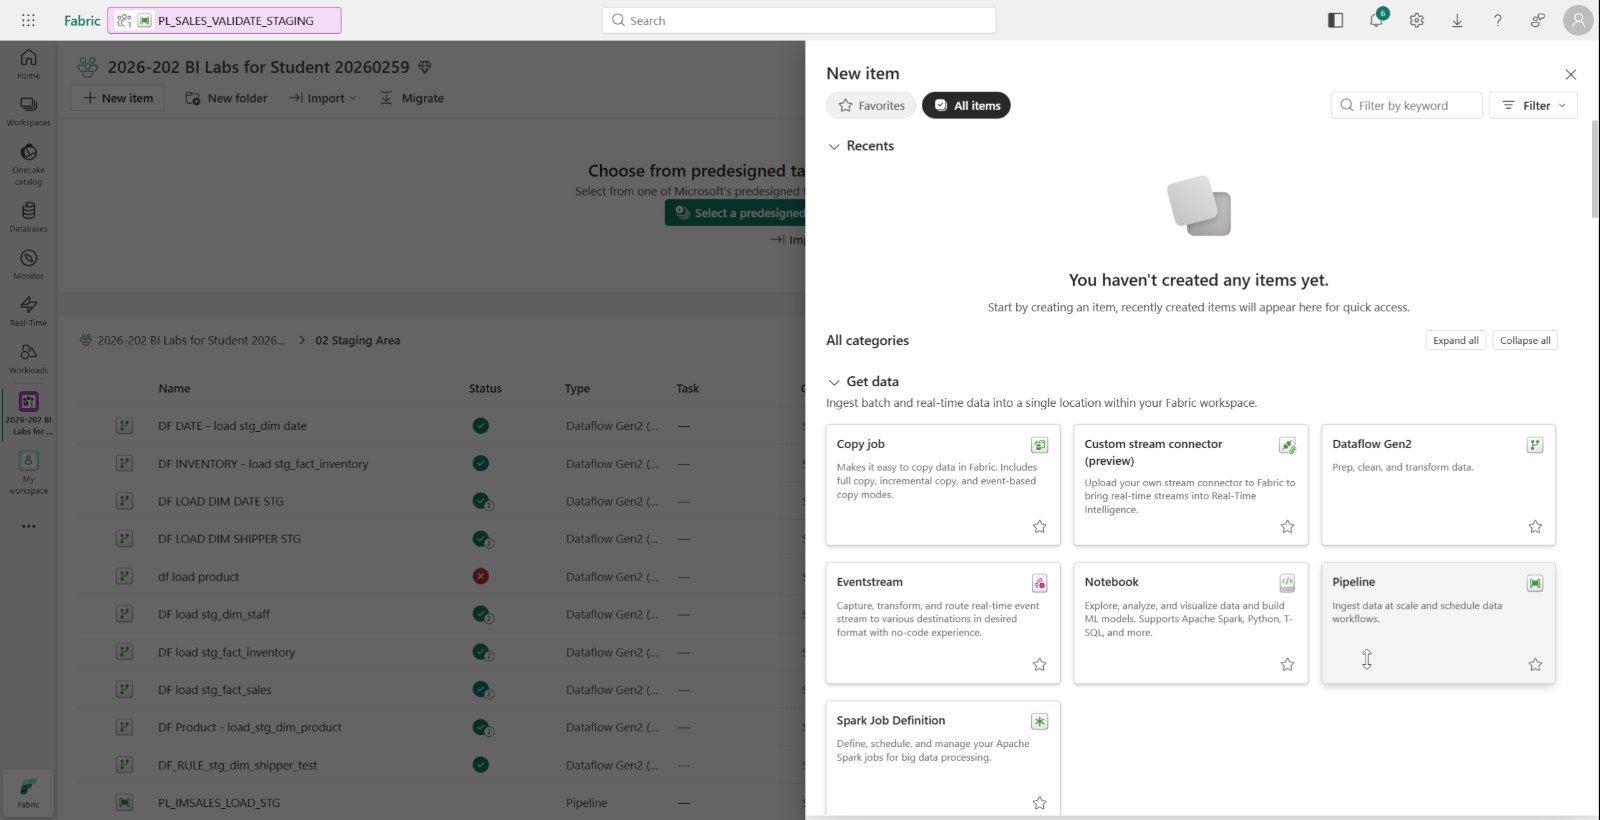 Fabric
1
PL_SALES_VALIDATE_STAGING
Search
6
Home
Workspaces
OneLake
catalog
Databases
Monitor
Real-Time
Workloads
2026-202 BI
Labs for ...
My
workspace
Fabric
2026-202 BI Labs for Student 20260259
New item
New folder
Import
Migrate
Choose from predesigned ta
Select from one of Microsoft's predesigned
Select a predesigned
Im
2026-202 BI Labs for Student 2026... > 02 Staging Area
Name Status Type Task
DF DATE - load stg_dim date Dataflow Gen2 (... —
DF INVENTORY - load stg_fact_inventory Dataflow Gen2 (... —
DF LOAD DIM DATE STG 2 Dataflow Gen2 (... —
DF LOAD DIM SHIPPER STG 2 Dataflow Gen2 (... —
df load product Dataflow Gen2 (... —
DF load stg_dim_staff 2 Dataflow Gen2 (... —
DF load stg_fact_inventory 2 Dataflow Gen2 (... —
DF load stg_fact_sales 2 Dataflow Gen2 (... —
DF Product - load_stg_dim_product 2 Dataflow Gen2 (... —
DF_RULE_stg_dim_shipper_test Dataflow Gen2 (... —
PL_IMSALES_LOAD_STG Pipeline —
New item
Favorites
All items
Filter by keyword
Filter
Recents
You haven't created any items yet.
Start by creating an item, recently created items will appear here for quick access.
All categories
Expand all
Collapse all
Get data
Ingest batch and real-time data into a single location within your Fabric workspace.
Copy job
Makes it easy to copy data in Fabric. Includes
full copy, incremental copy, and event-based
copy modes.
Custom stream connector
(preview)
Upload your own stream connector to Fabric to
bring real-time streams into Real-Time
Intelligence.
Dataflow Gen2
Prep, clean, and transform data.
Eventstream
Capture, transform, and route real-time event
stream to various destinations in desired
format with no-code experience.
Notebook
Explore, analyze, and visualize data and build
ML models. Supports Apache Spark, Python, T-
SQL, and more.
Pipeline
Ingest data at scale and schedule data
workflows.
Spark Job Definition
Define, schedule, and manage your Apache
Spark jobs for big data processing.